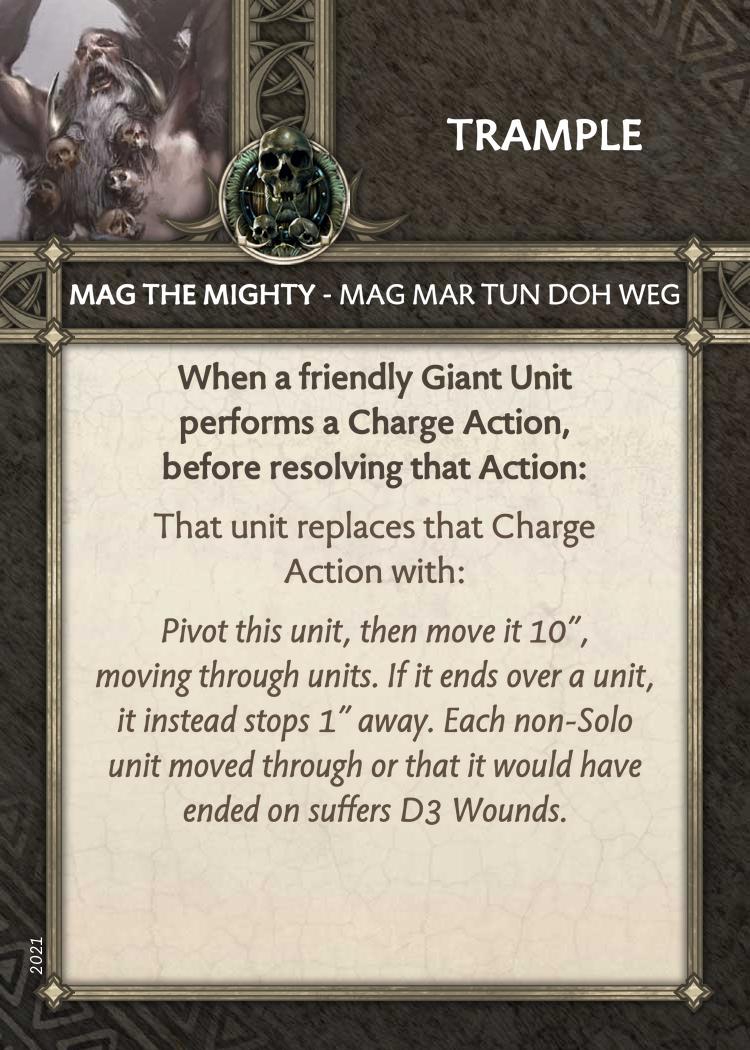 TRAMPLE
MAG THE MIGHTY - MAG MAR TUN DOH WEG
When a friendly Giant Unit
performs a Charge Action,
before resolving that Action:
That unit replaces that Charge
Action with:
Pivot this unit, then move it 10″,
moving through units. If it ends over a unit,
it instead stops 1″ away. Each non-Solo
unit moved through or that it would have
ended on suffers D3 Wounds.
2021